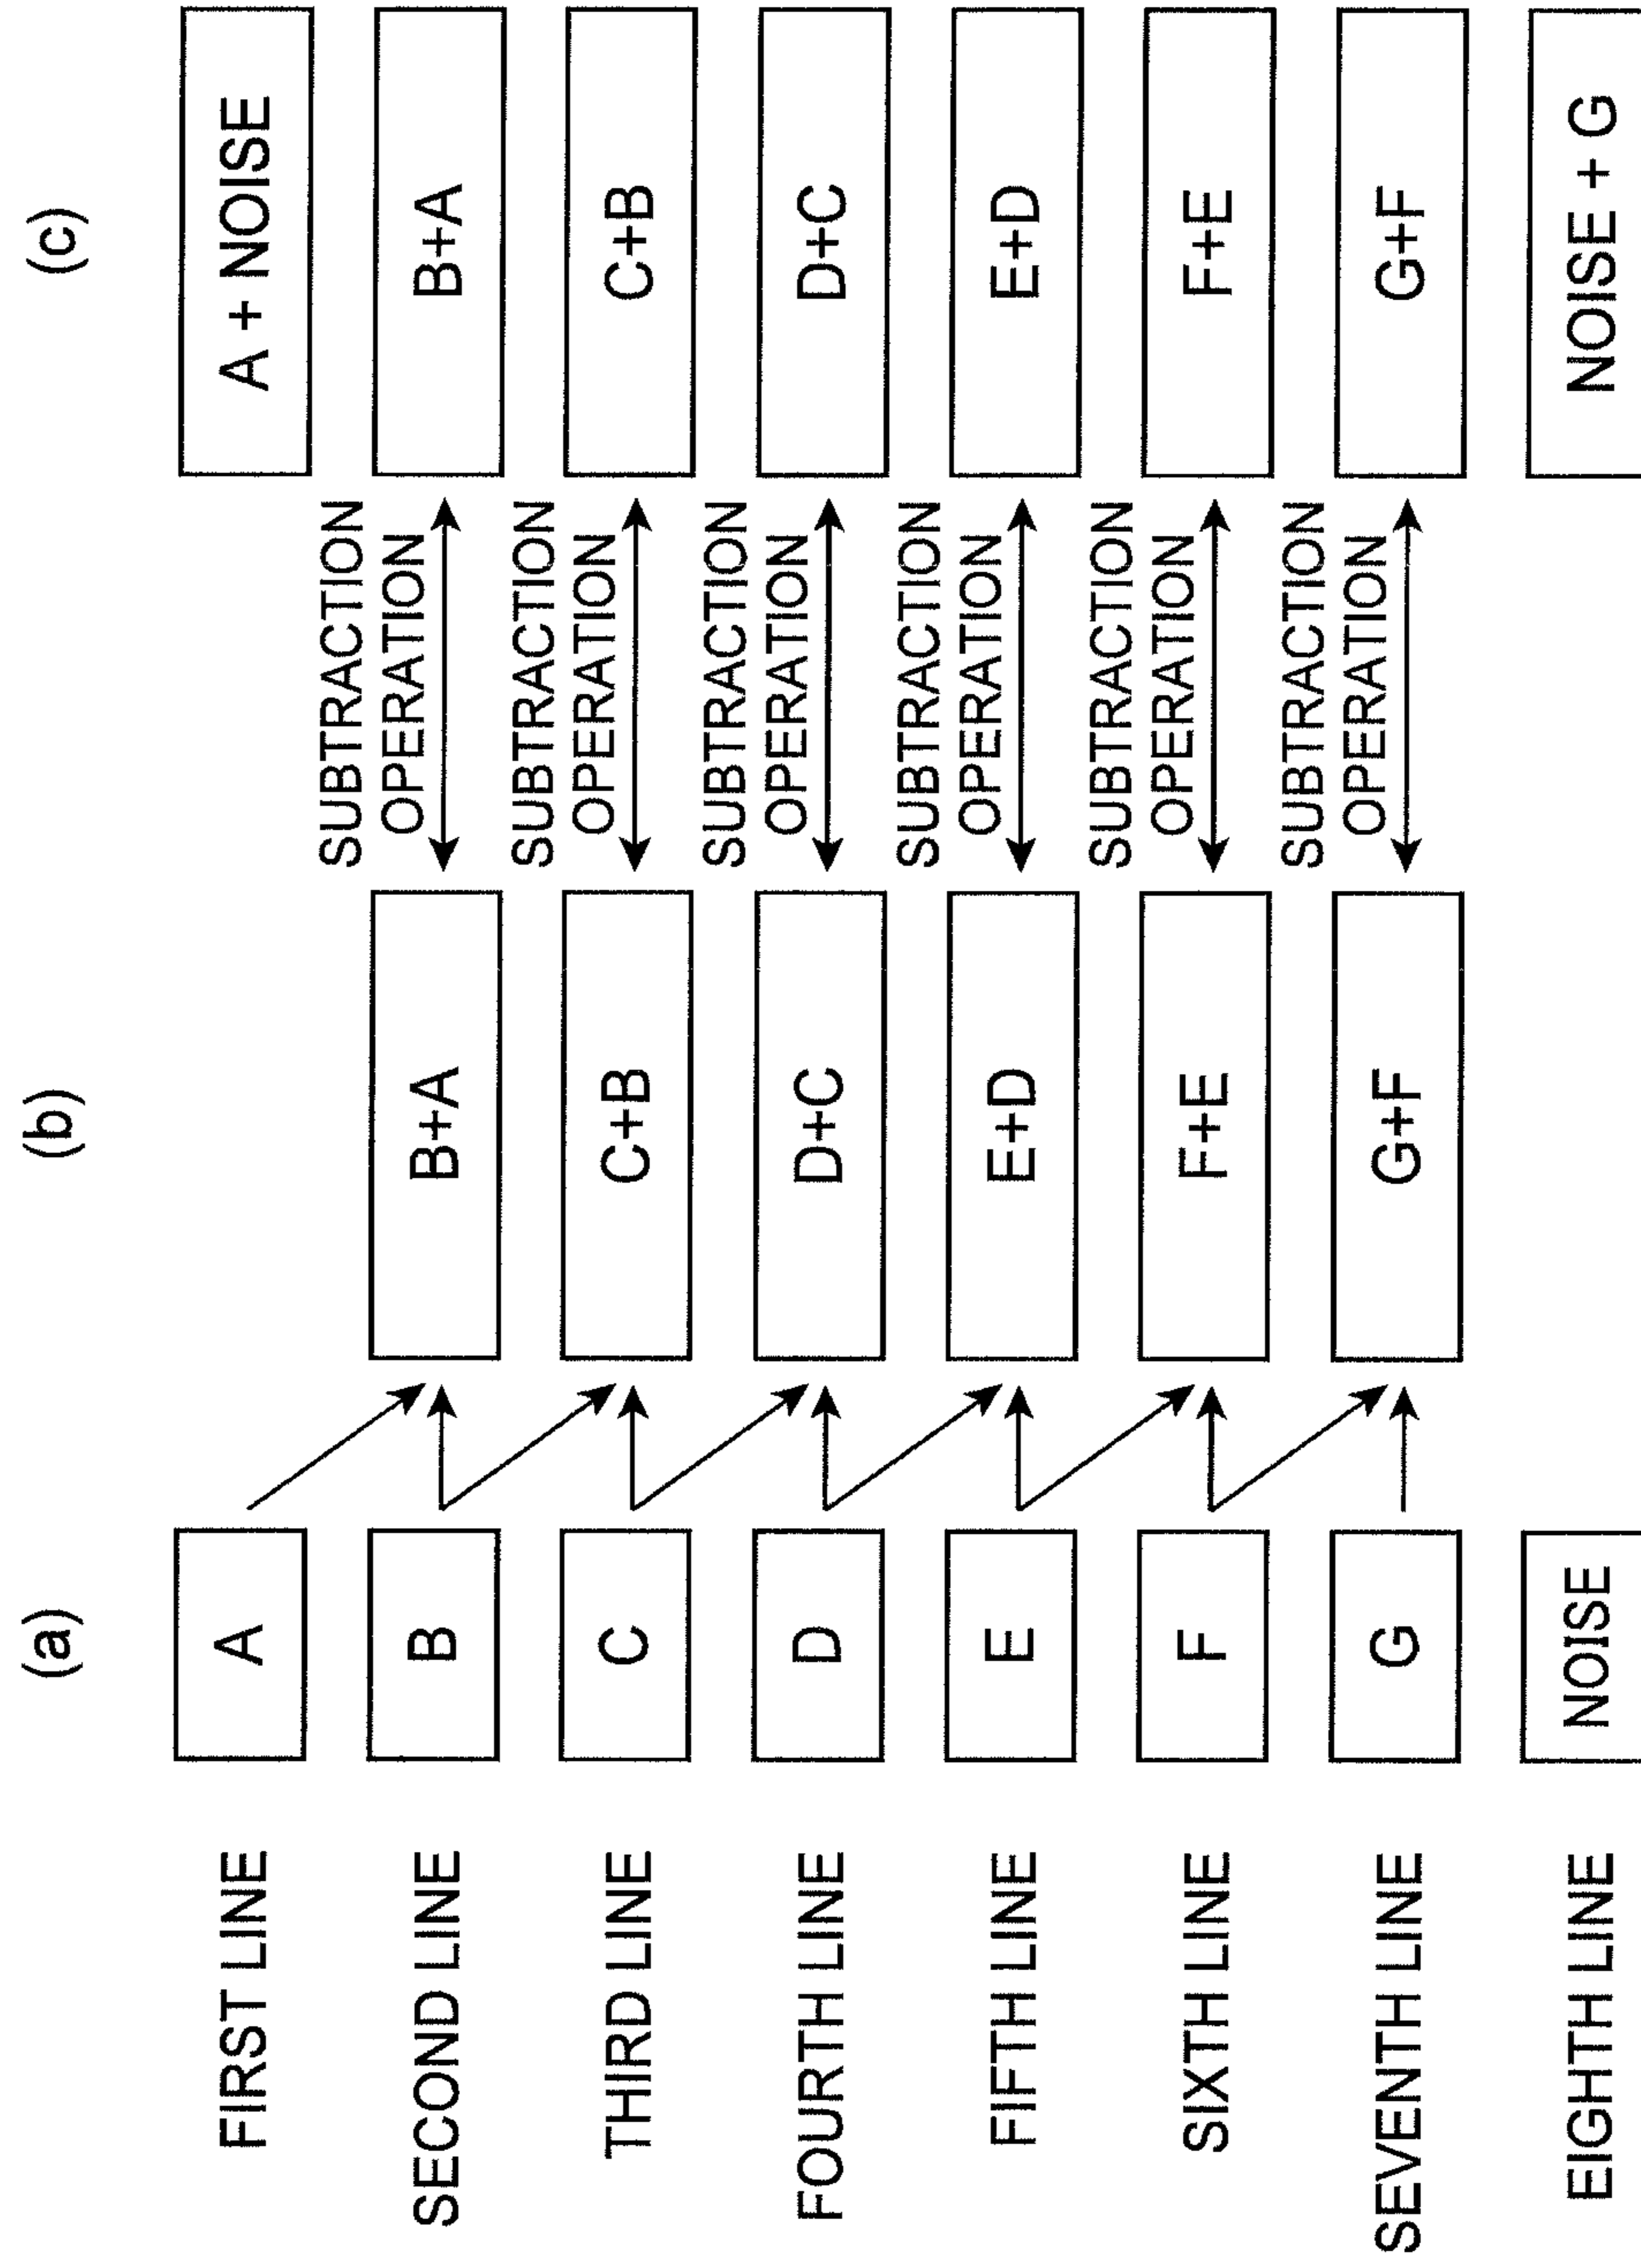 (a)
(b)
(c)
FIRST LINE
A
A + NOISE
SECOND LINE
B
B+A
SUBTRACTION
OPERATION
B+A
THIRD LINE
C
C+B
SUBTRACTION
OPERATION
C+B
FOURTH LINE
D
D+C
SUBTRACTION
OPERATION
D+C
FIFTH LINE
E
E+D
SUBTRACTION
OPERATION
E+D
SIXTH LINE
F
F+E
SUBTRACTION
OPERATION
F+E
SEVENTH LINE
G
G+F
SUBTRACTION
OPERATION
G+F
EIGHTH LINE
NOISE
NOISE + G